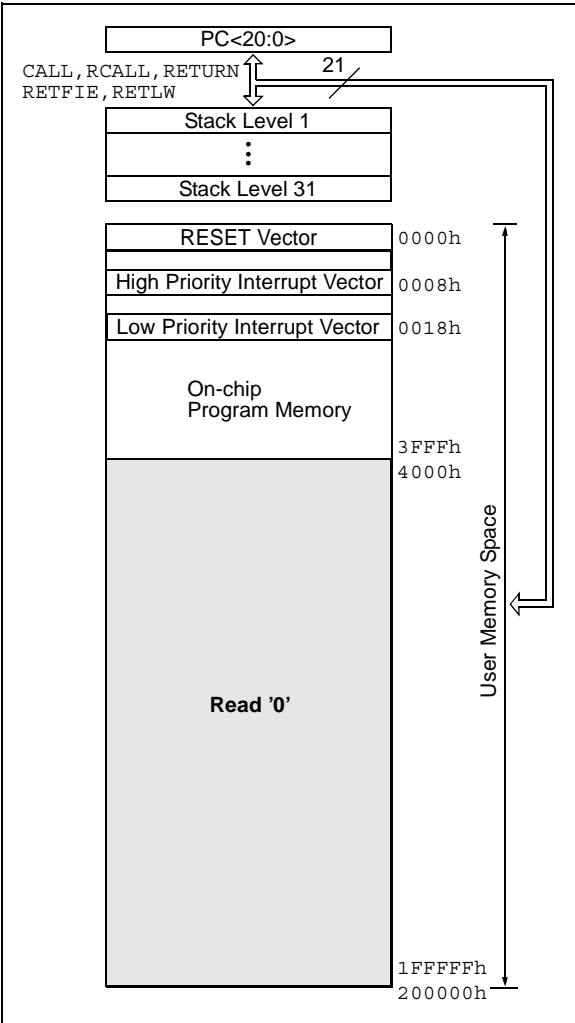 PC<20:0>
CALL,RCALL,RETURN
RETFIE,RETLW
21
Stack Level 1
Stack Level 31
RESET Vector
0000h
High Priority Interrupt Vector
0008h
Low Priority Interrupt Vector
0018h
On-chip
Program Memory
3FFFh
4000h
User Memory Space
Read '0'
1FFFFFh
200000h